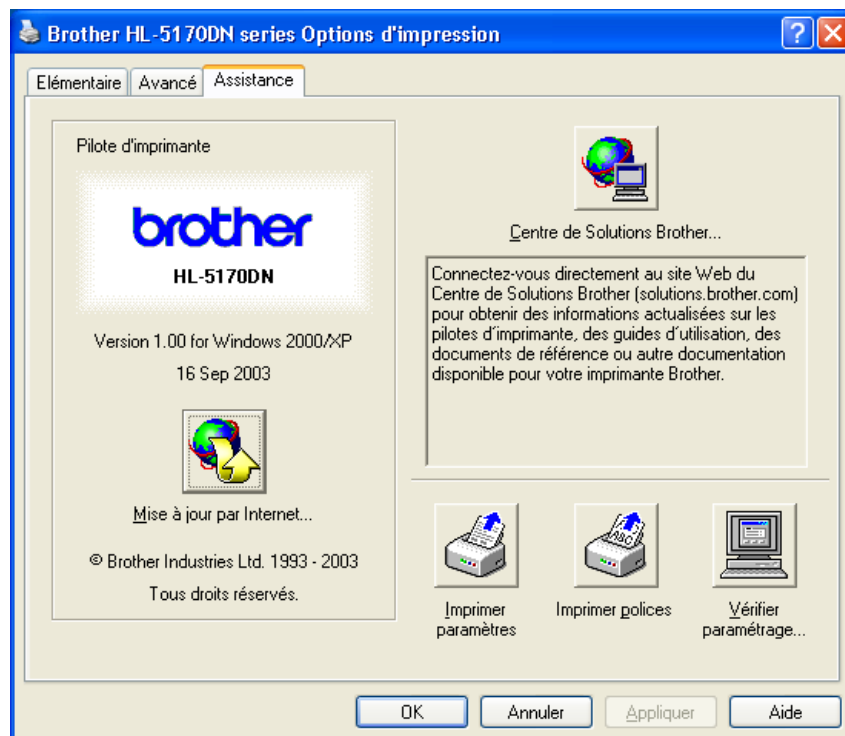 Brother HL-5170DN series Options d'impression
Elémentaire
Avancé
Assistance
Pilote d'imprimante
brother
HL-5170DN
Version 1.00 for Windows 2000/XP
16 Sep 2003
Mise à jour par Internet...
© Brother Industries Ltd. 1993 - 2003
Tous droits réservés.
Centre de Solutions Brother...
Connectez-vous directement au site Web du
Centre de Solutions Brother (solutions.brother.com)
pour obtenir des informations actualisées sur les
pilotes d´imprimante, des guides d´utilisation, des
documents de référence ou autre documentation
disponible pour votre imprimante Brother.
Imprimer
paramètres
ABC
Imprimer polices
Vérifier
paramétrage...
OK
Annuler
Appliquer
Aide